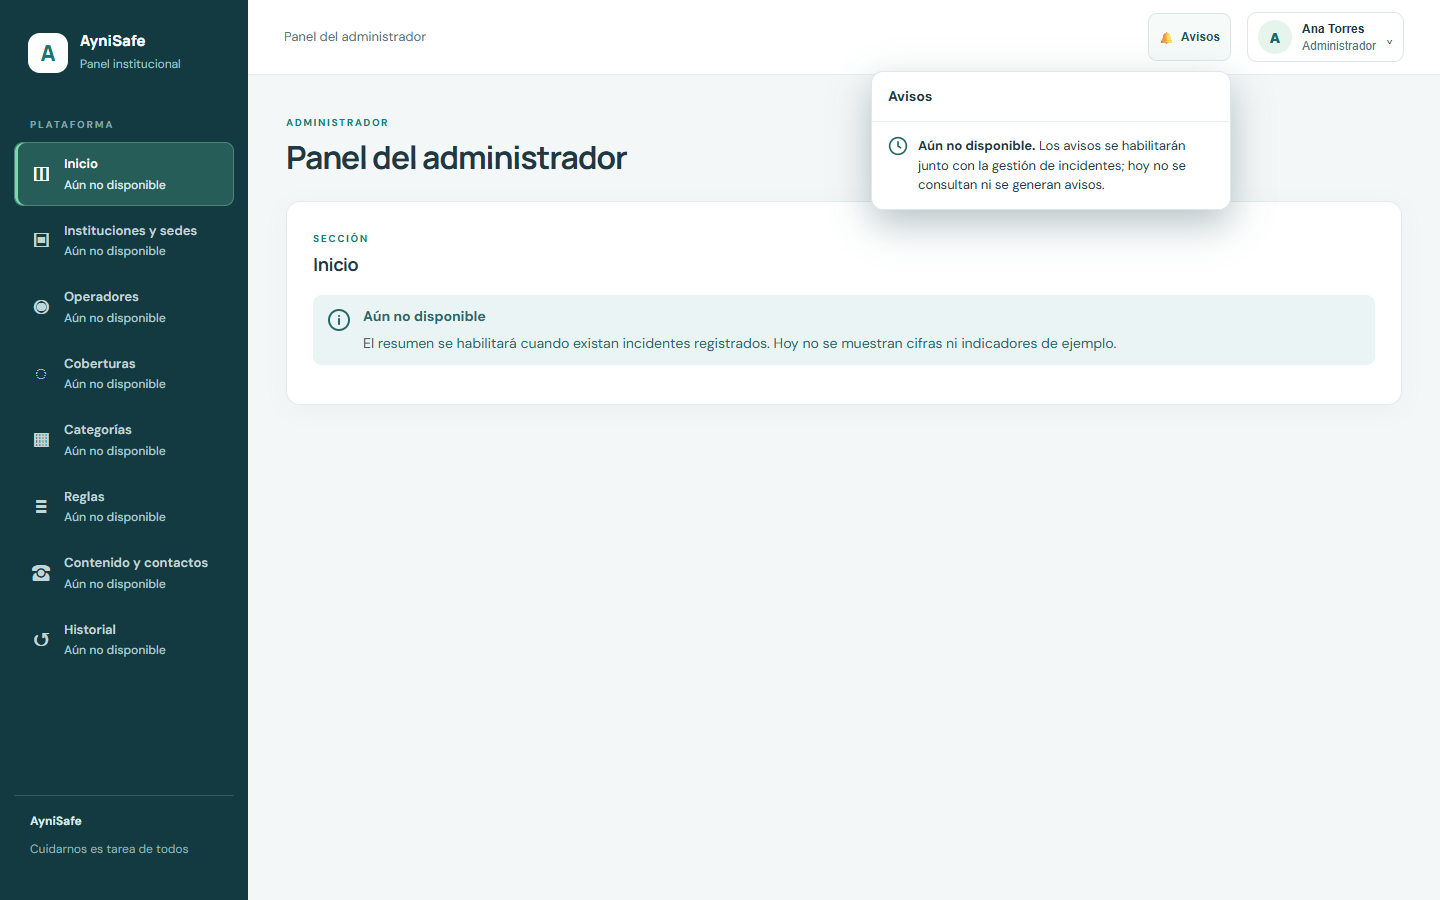 A
AyniSafe
Panel institucional
PLATAFORMA
Inicio
Aún no disponible
Instituciones y sedes
Aún no disponible
Operadores
Aún no disponible
Coberturas
Aún no disponible
Categorías
Aún no disponible
Reglas
Aún no disponible
Contenido y contactos
Aún no disponible
Historial
Aún no disponible
AyniSafe
Cuidarnos es tarea de todos
Panel del administrador
Avisos
A
Ana Torres
Administrador
Avisos
Aún no disponible. Los avisos se habilitarán
junto con la gestión de incidentes; hoy no se
consultan ni se generan avisos.
ADMINISTRADOR
Panel del administrador
SECCIÓN
Inicio
Aún no disponible
El resumen se habilitará cuando existan incidentes registrados. Hoy no se muestran cifras ni indicadores de ejemplo.